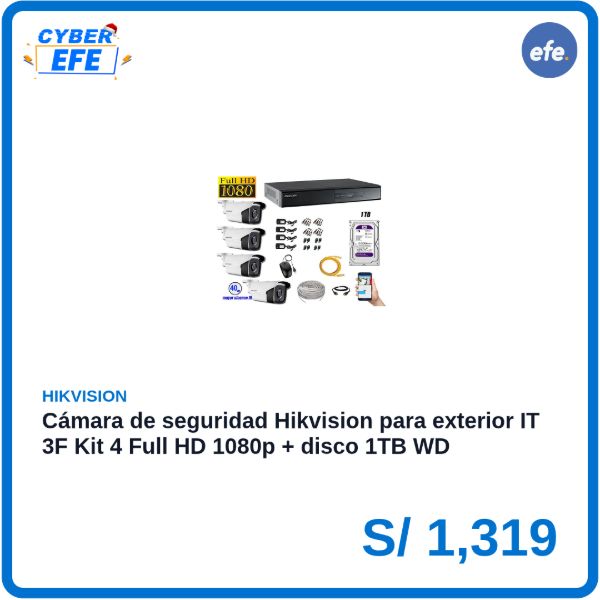 CYBER
EFE
efe.
Full HD
1080
1TB
40
HIKVISION
Cámara de seguridad Hikvision para exterior IT
3F Kit 4 Full HD 1080p + disco 1TB WD
S/ 1,319